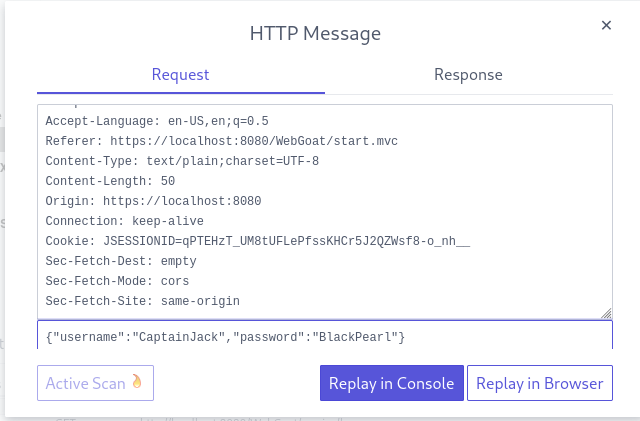 HTTP Message
×
Request
Response
Accept-Language: en-US,en;q=0.5
Referer: https://localhost:8080/WebGoat/start.mvc
Content-Type: text/plain;charset=UTF-8
Content-Length: 50
Origin: https://localhost:8080
Connection: keep-alive
Cookie: JSESSIONID=qPTEHzT_UM8tUFLePfssKHCr5J2QZWsf8-o_nh__
Sec-Fetch-Dest: empty
Sec-Fetch-Mode: cors
Sec-Fetch-Site: same-origin
{"username":"CaptainJack","password":"BlackPearl"}
Active Scan
Replay in Console
Replay in Browser